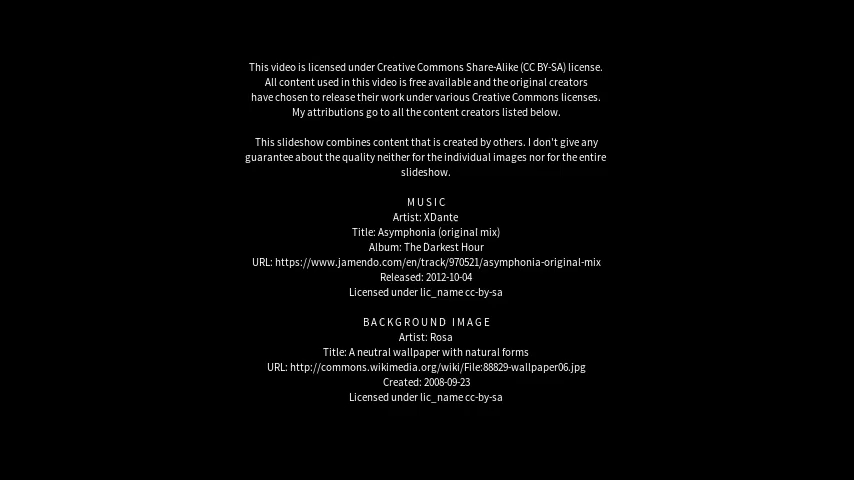 This video is licensed under Creative Commons Share-Alike (CC BY-SA) license.
All content used in this video is free available and the original creators
have chosen to release their work under various Creative Commons licenses.
My attributions go to all the content creators listed below.
This slideshow combines content that is created by others. I don't give any
guarantee about the quality neither for the individual images nor for the entire
slideshow.
MUSIC
Artist: XDante
Title: Asymphonia (original mix)
Album: The Darkest Hour
URL: https://www.jamendo.com/en/track/970521/asymphonia-original-mix
Released: 2012-10-04
Licensed under lic_name cc-by-sa
BACKGROUND IMAGE
Artist: Rosa
Title: A neutral wallpaper with natural forms
URL: http://commons.wikimedia.org/wiki/File:88829-wallpaper06.jpg
Created: 2008-09-23
Licensed under lic_name cc-by-sa